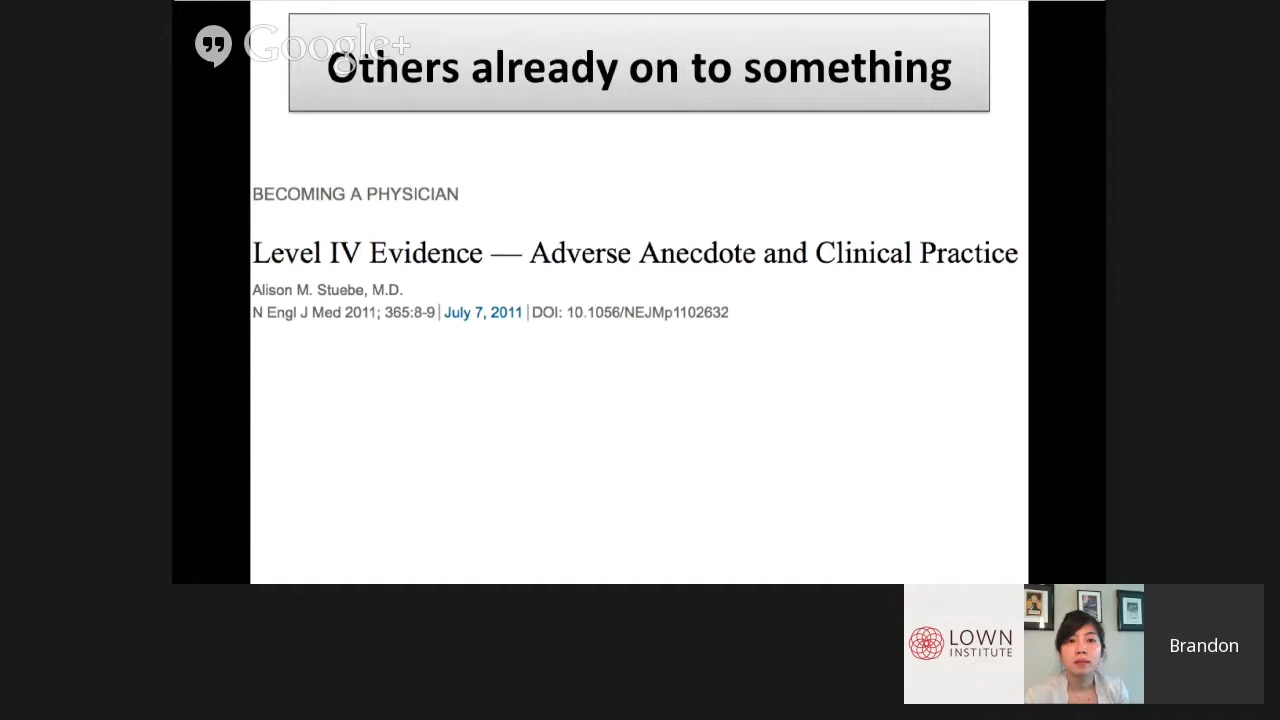 Google+
Others already on to something
BECOMING A PHYSICIAN
Level IV Evidence — Adverse Anecdote and Clinical Practice
Alison M. Stuebe, M.D.
N Engl J Med 2011; 365:8-9 | July 7, 2011 | DOI: 10.1056/NEJMp1102632
LOWN
INSTITUTE
Brandon